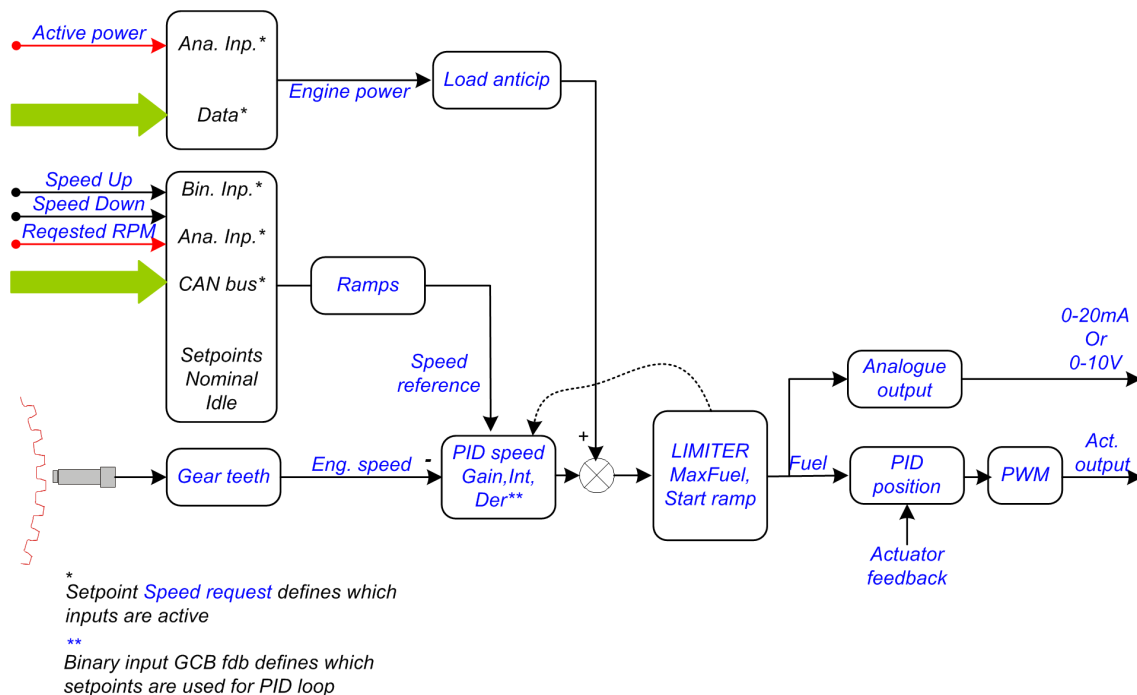 Active power
Ana. Inp.*
Data*
Engine power
Load anticip
Speed Up
Speed Down
Reqested RPM
Bin. Inp.*
Ana. Inp.*
CAN bus*
Setpoints
Nominal
Idle
Ramps
Speed
reference
Gear teeth
Eng. speed
-
PID speed
Gain,Int,
Der**
+
LIMITER
MaxFuel,
Start ramp
Fuel
Analogue
output
0-20mA
Or
0-10V
PID
position
PWM
Act.
output
Actuator
feedback
*
Setpoint Speed request defines which
inputs are active
**
Binary input GCB fdb defines which
setpoints are used for PID loop